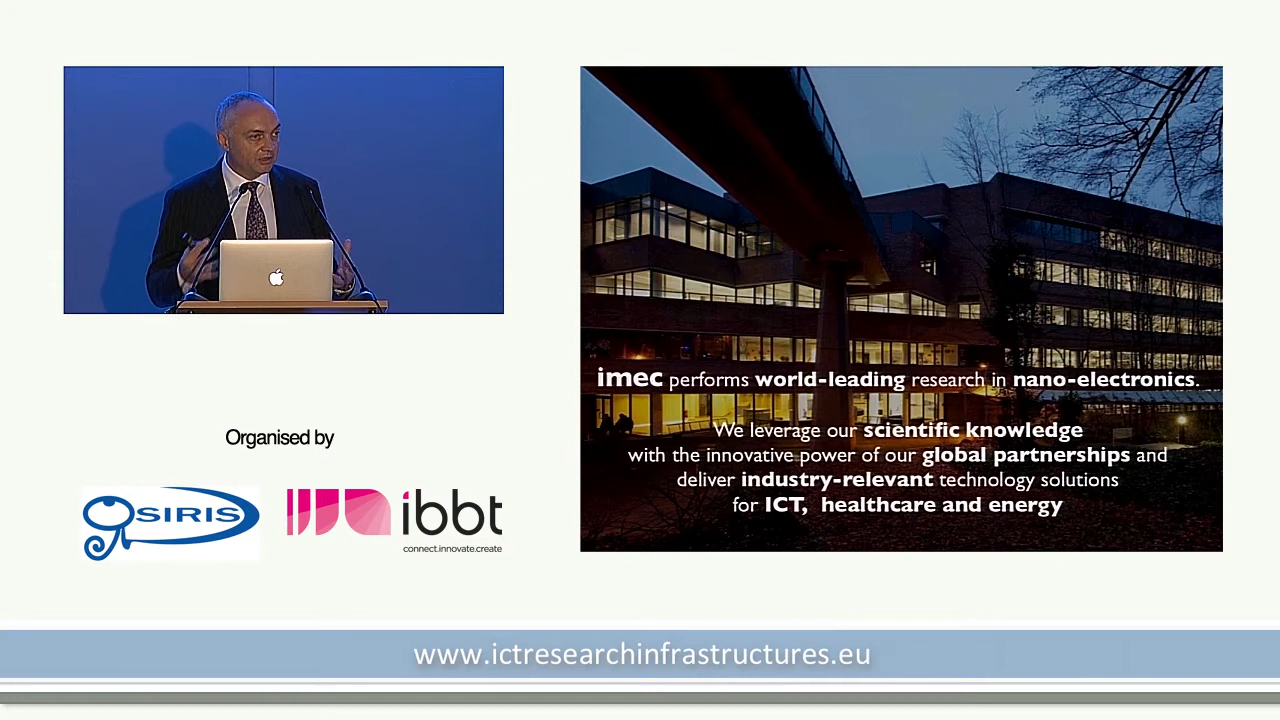 imec performs world-leading research in nano-electronics.
We leverage our scientific knowledge
with the innovative power of our global partnerships and
deliver industry-relevant technology solutions
for ICT, healthcare and energy
Organised by
OSIRIS
ibbt
connect.innovate.create
www.ictresearchinfrastructures.eu